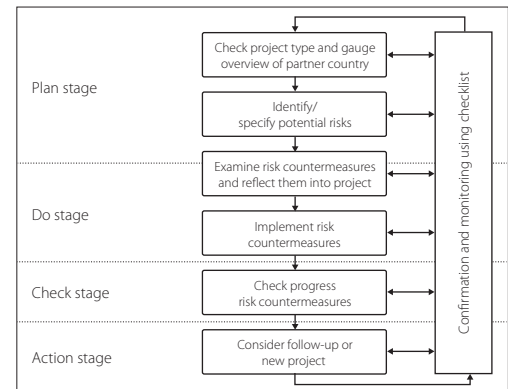 Plan stage
Check project type and gauge
overview of partner country
Identify/
specify potential risks
Do stage
Examine risk countermeasures
and reflect them into project
Implement risk
countermeasures
Check stage
Check progress
risk countermeasures
Action stage
Consider follow-up or
new project
Confirmation and monitoring using checklist